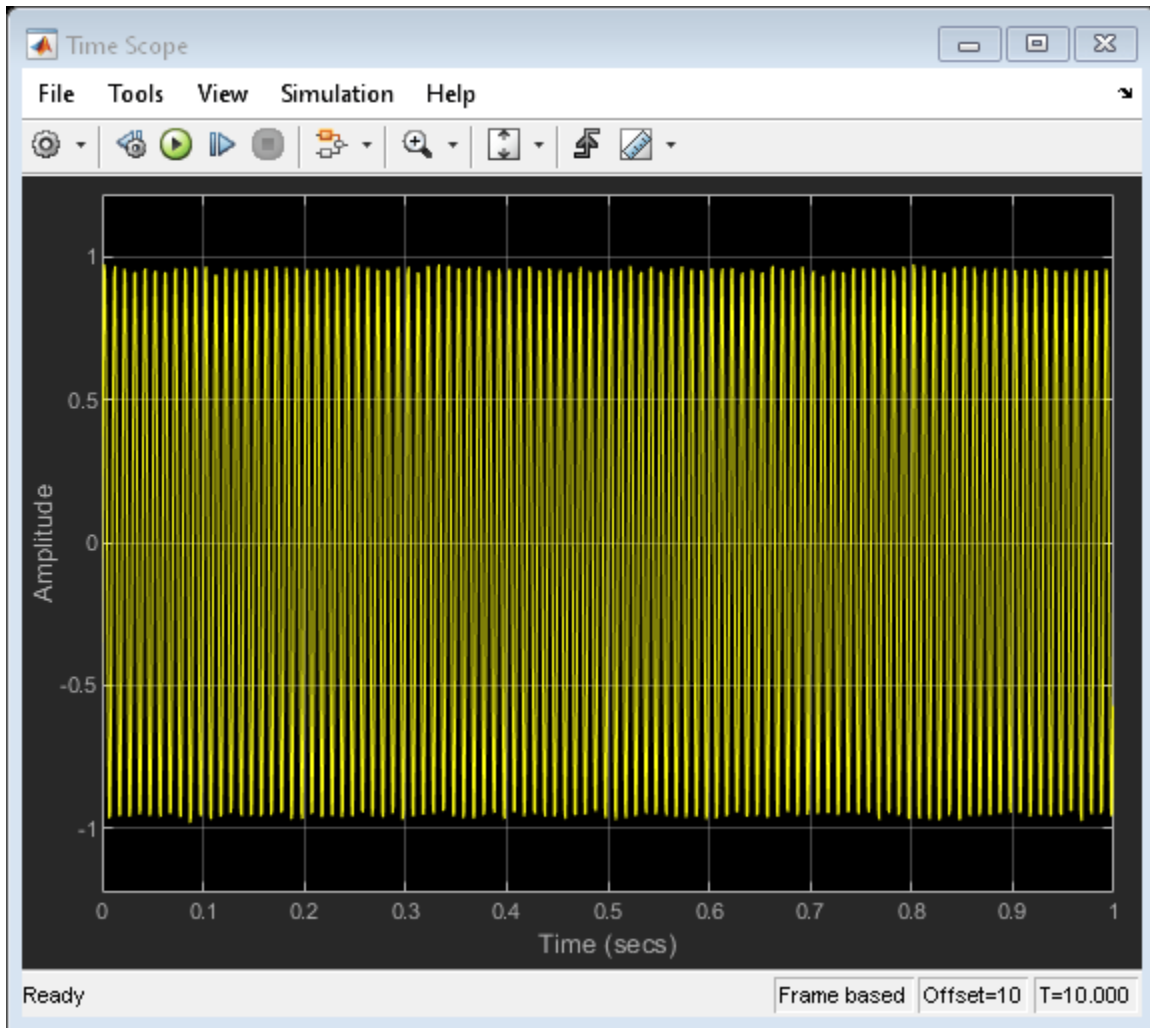 Time Scope
File Tools View Simulation Help
1
0.5
0
-0.5
-1
Amplitude
0 0.1 0.2 0.3 0.4 0.5 0.6 0.7 0.8 0.9 1
Time (secs)
Ready Frame based Offset=10 T=10.000